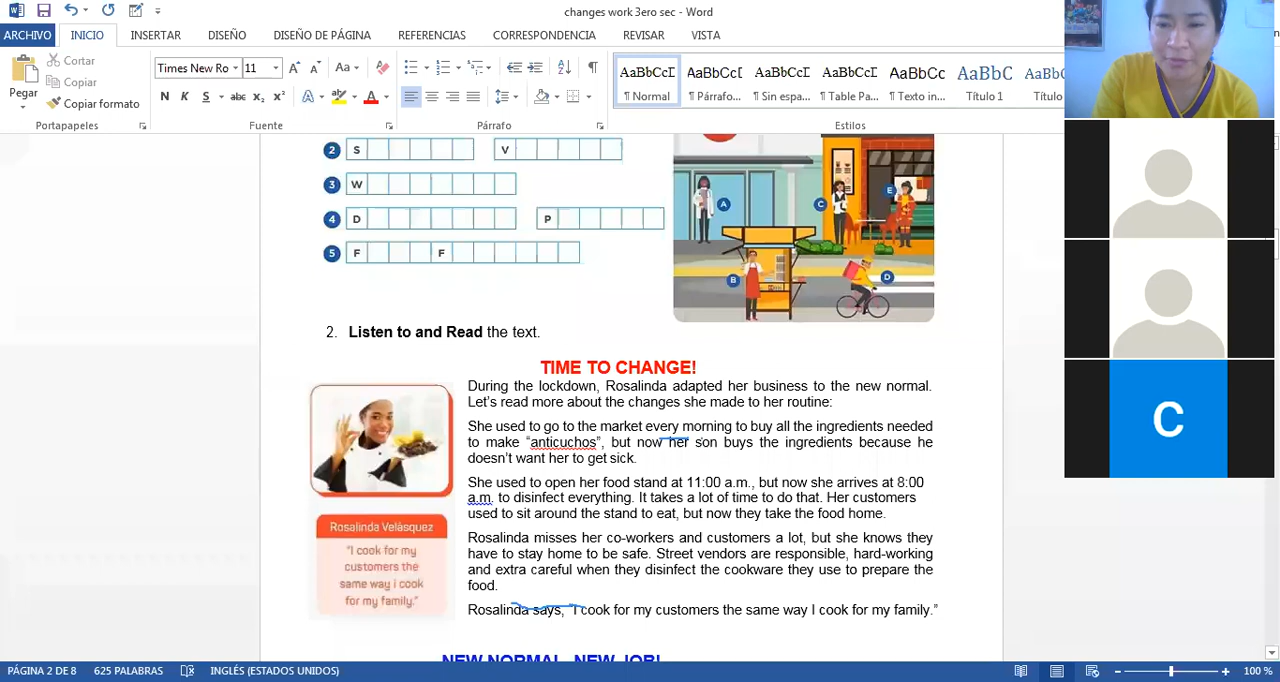 changes work 3ero sec - Word
ARCHIVO INICIO INSERTAR DISEÑO DISEÑO DE PÁGINA REFERENCIAS CORRESPONDENCIA REVISAR VISTA
Pegar
Cortar
Copiar
Copiar formato
Portapapeles
Times New Ro 11 Aa
N K S abc x₂ x² A ab A
Fuente
Párrafo
AaBbCcI AaBbCc[ AaBbCcI AaBbCcI AaBbCc AaBbC AaBb(
¶ Normal ¶ Párrafo... ¶ Sin espa... ¶ Table Pa... ¶ Texto in... Título 1 Título
Estilos
2 S V
3 W
4 D P
5 F F
A C E
B D
2. Listen to and Read the text.
TIME TO CHANGE!
During the lockdown, Rosalinda adapted her business to the new normal.
Let's read more about the changes she made to her routine:
She used to go to the market every morning to buy all the ingredients needed
to make "anticuchos", but now her son buys the ingredients because he
doesn't want her to get sick.
She used to open her food stand at 11:00 a.m., but now she arrives at 8:00
a.m. to disinfect everything. It takes a lot of time to do that. Her customers
used to sit around the stand to eat, but now they take the food home.
Rosalinda misses her co-workers and customers a lot, but she knows they
have to stay home to be safe. Street vendors are responsible, hard-working
and extra careful when they disinfect the cookware they use to prepare the
food.
Rosalinda says, "I cook for my customers the same way I cook for my family."
Rosalinda Velásquez
"I cook for my
customers the
same way I cook
for my family."
NEW NORMAL, NEW JOB!
C
PÁGINA 2 DE 8 625 PALABRAS INGLÉS (ESTADOS UNIDOS) 100 %